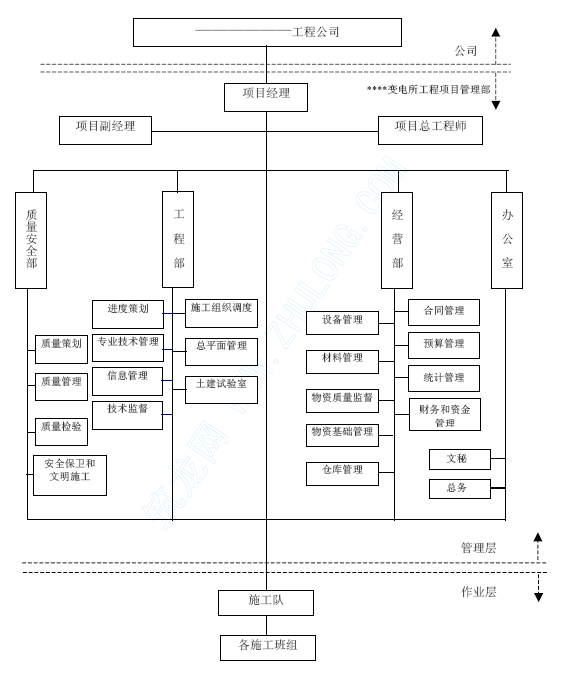 ————————————工程公司
公司
项目经理
****变电所工程项目管理部
项目副经理
项目总工程师
质量安全部
工程部
经营部
办公室
进度策划
施工组织调度
专业技术管理
总平面管理
信息管理
土建试验室
技术监督
质量策划
质量管理
质量检验
安全保卫和
文明施工
设备管理
合同管理
材料管理
预算管理
物资质量监督
统计管理
物资基础管理
财务和资金
管理
仓库管理
文秘
总务
管理层
作业层
施工队
各施工班组
筑龙网 WWW.ZHULONG.COM